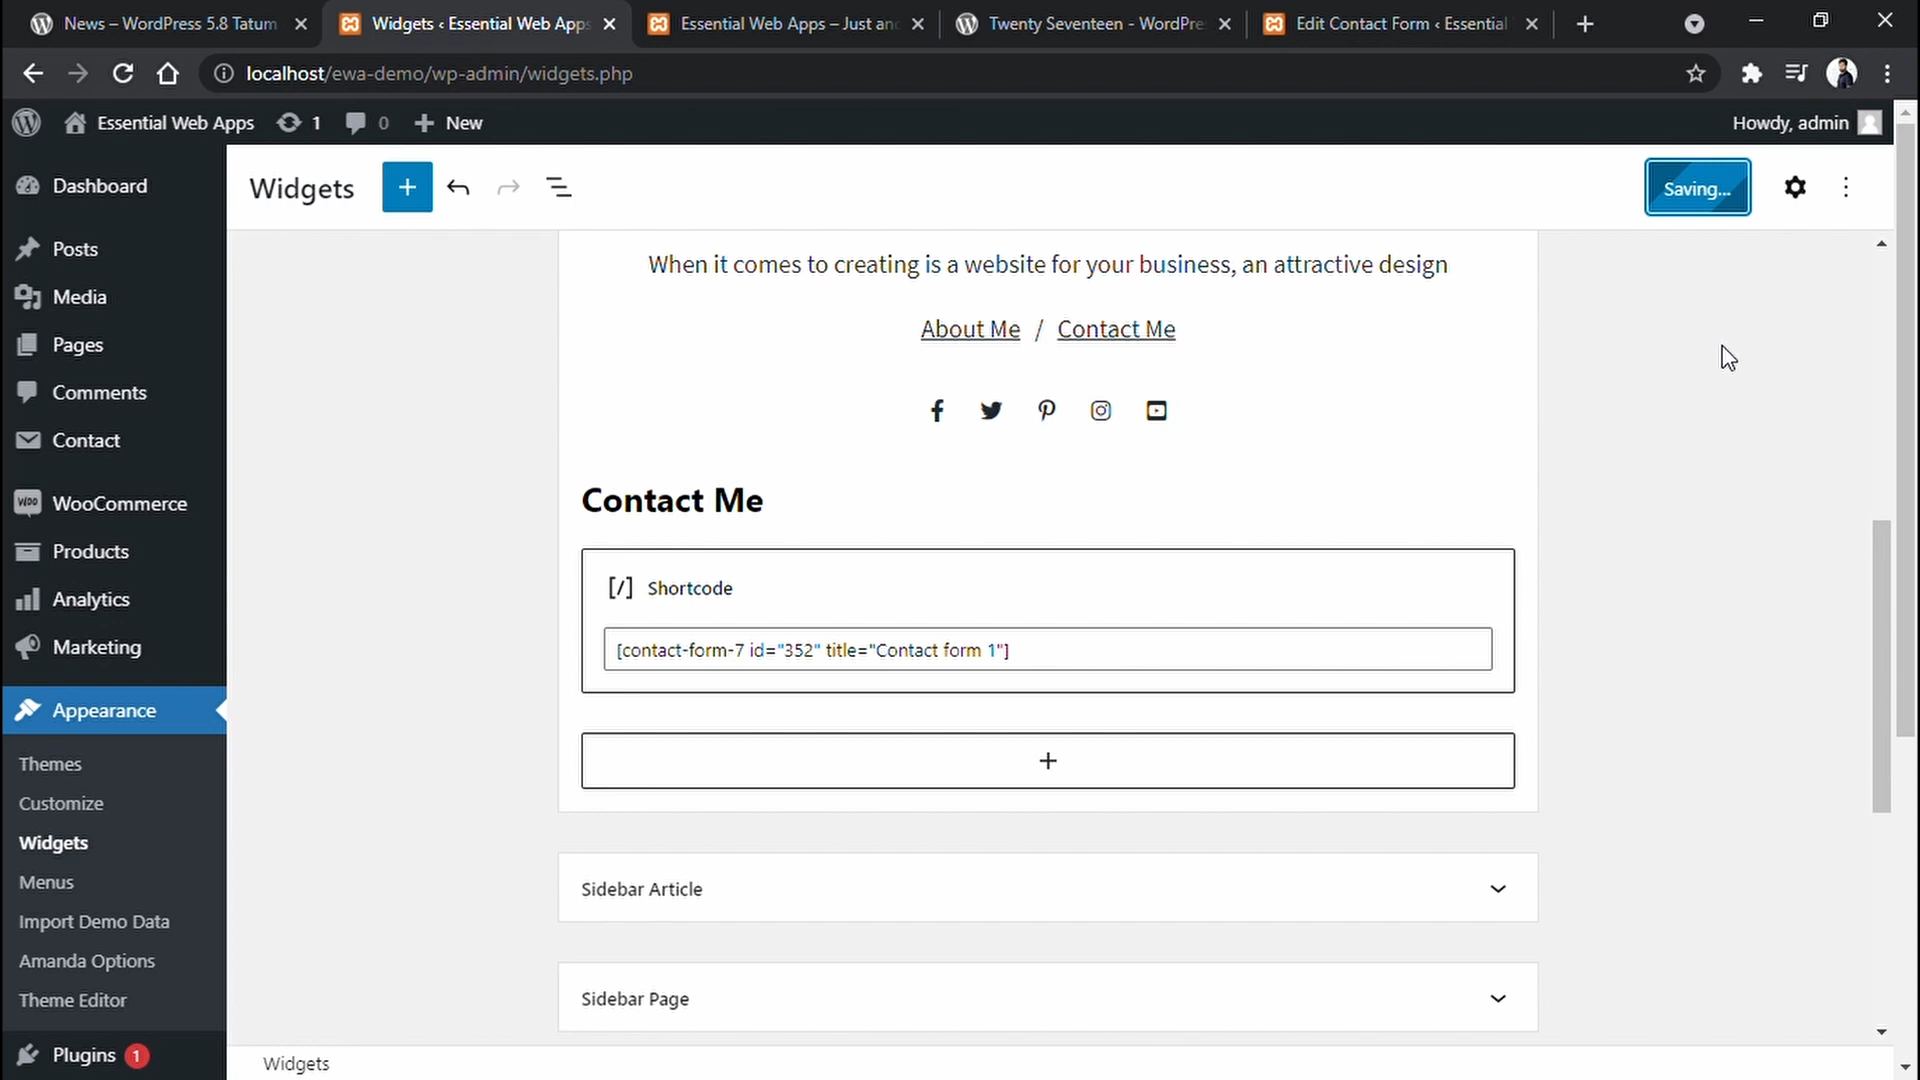 News – WordPress 5.8 Tatum
Widgets ‹ Essential Web Apps
Essential Web Apps – Just an
Twenty Seventeen - WordPre
Edit Contact Form ‹ Essential
localhost/ewa-demo/wp-admin/widgets.php
Essential Web Apps 1 0 New
Howdy, admin
Dashboard
Posts
Media
Pages
Comments
Contact
WOO WooCommerce
Products
Analytics
Marketing
Appearance
Themes
Customize
Widgets
Menus
Import Demo Data
Amanda Options
Theme Editor
Plugins 1
Widgets
Saving...
When it comes to creating is a website for your business, an attractive design
About Me / Contact Me
Contact Me
[/] Shortcode
[contact-form-7 id="352" title="Contact form 1"]
Sidebar Article
Sidebar Page
Widgets